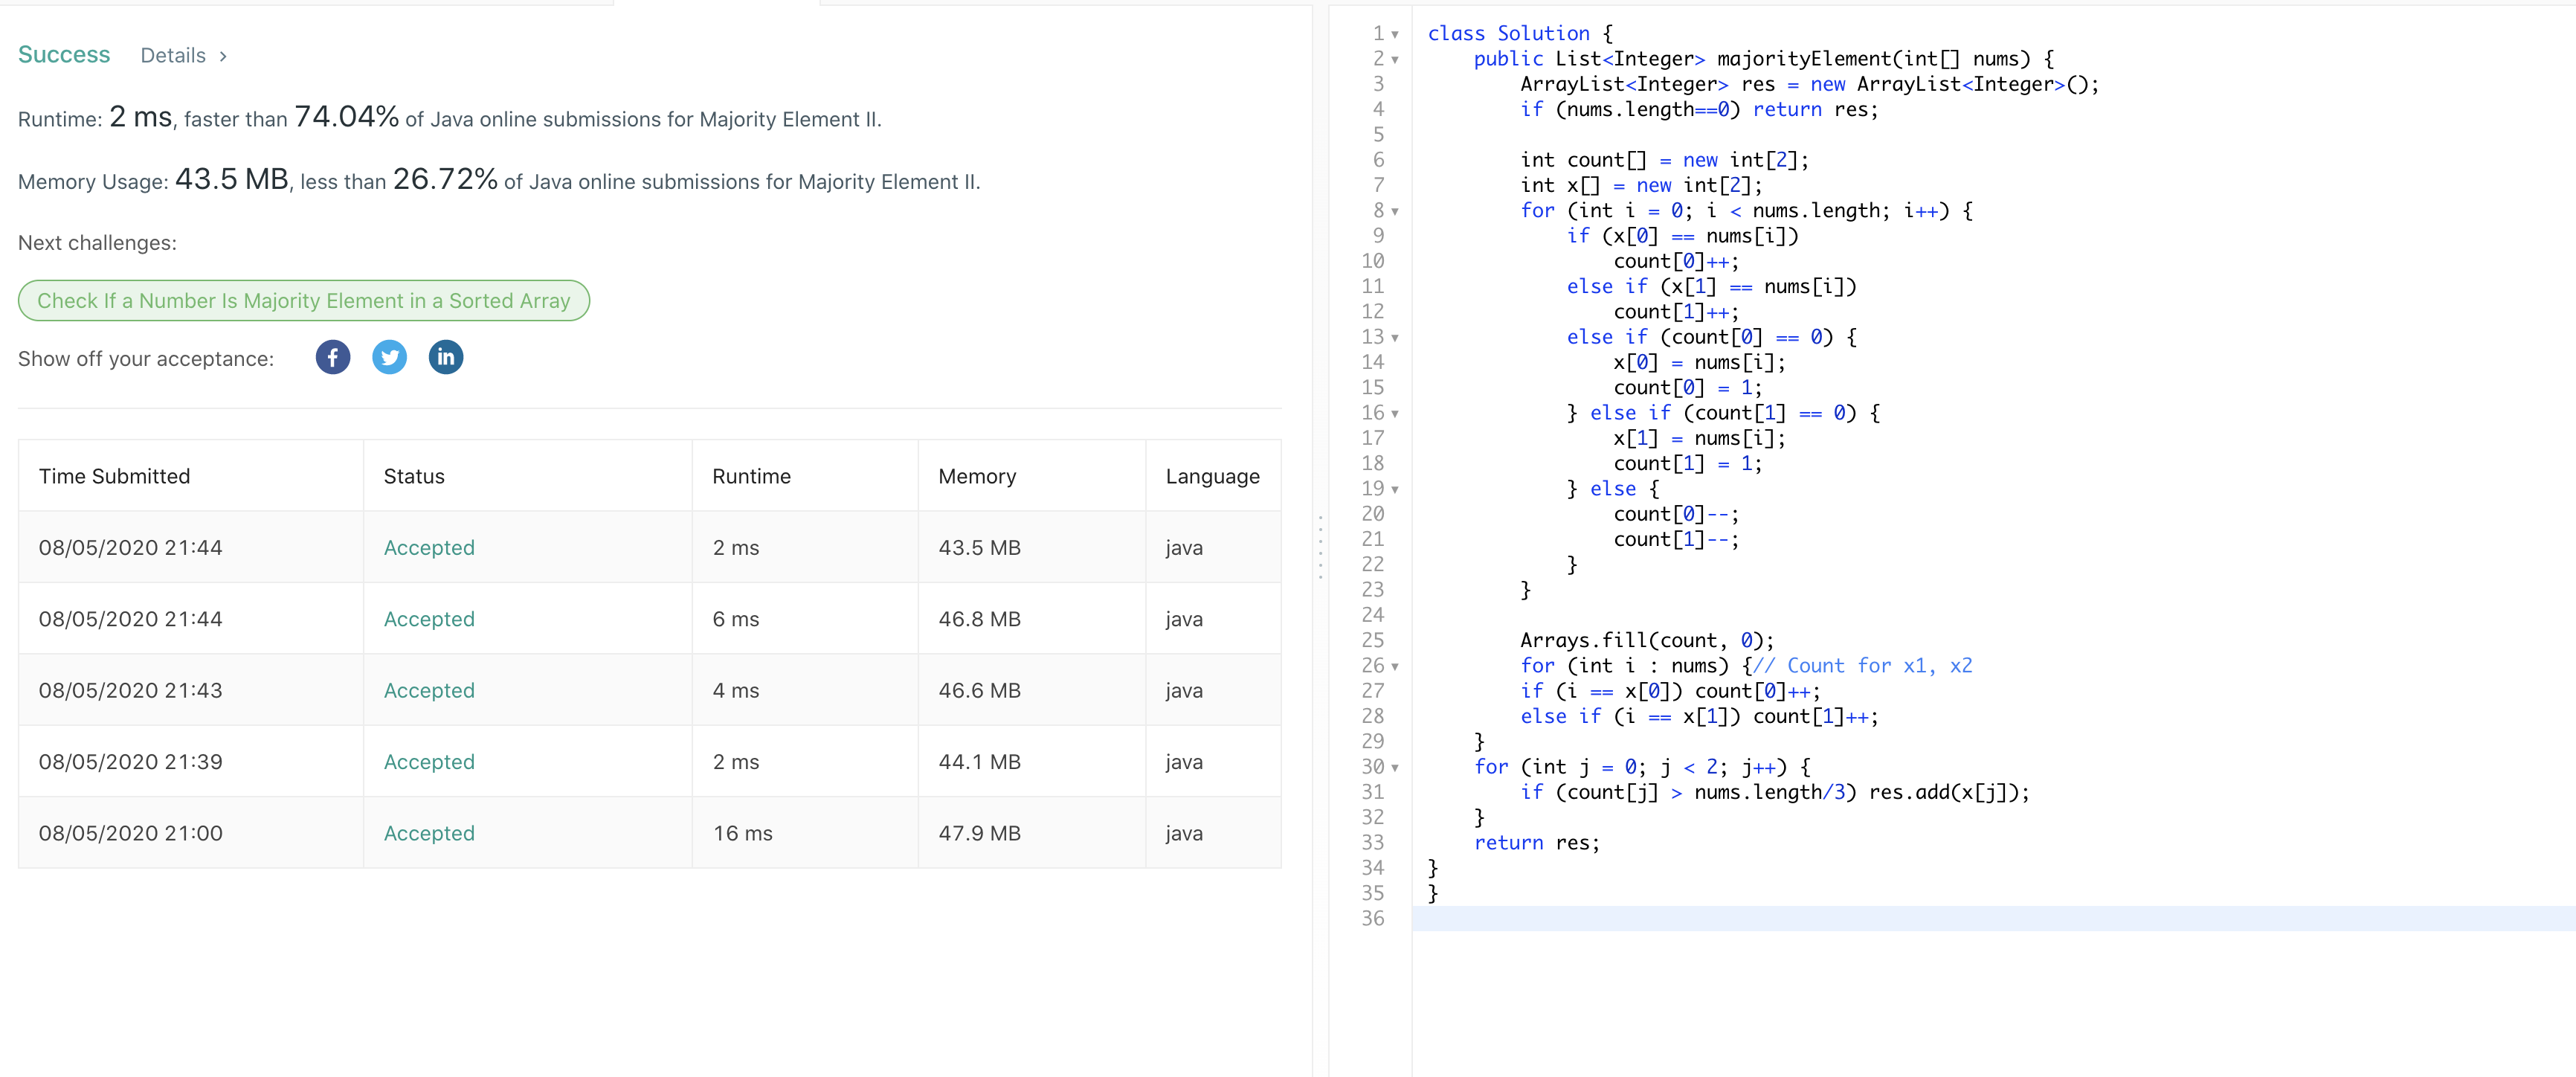 Success Details >
Runtime: 2 ms, faster than 74.04% of Java online submissions for Majority Element II.
Memory Usage: 43.5 MB, less than 26.72% of Java online submissions for Majority Element II.
Next challenges:
Check If a Number Is Majority Element in a Sorted Array
Show off your acceptance: f in
Time Submitted Status Runtime Memory Language
08/05/2020 21:44 Accepted 2 ms 43.5 MB java
08/05/2020 21:44 Accepted 6 ms 46.8 MB java
08/05/2020 21:43 Accepted 4 ms 46.6 MB java
08/05/2020 21:39 Accepted 2 ms 44.1 MB java
08/05/2020 21:00 Accepted 16 ms 47.9 MB java
1 class Solution {
2     public List<Integer> majorityElement(int[] nums) {
3         ArrayList<Integer> res = new ArrayList<Integer>();
4         if (nums.length==0) return res;
5
6         int count[] = new int[2];
7         int x[] = new int[2];
8         for (int i = 0; i < nums.length; i++) {
9             if (x[0] == nums[i])
10                 count[0]++;
11             else if (x[1] == nums[i])
12                 count[1]++;
13             else if (count[0] == 0) {
14                 x[0] = nums[i];
15                 count[0] = 1;
16             } else if (count[1] == 0) {
17                 x[1] = nums[i];
18                 count[1] = 1;
19             } else {
20                 count[0]--;
21                 count[1]--;
22             }
23         }
24
25         Arrays.fill(count, 0);
26         for (int i : nums) {// Count for x1, x2
27         if (i == x[0]) count[0]++;
28         else if (i == x[1]) count[1]++;
29     }
30     for (int j = 0; j < 2; j++) {
31         if (count[j] > nums.length/3) res.add(x[j]);
32     }
33     return res;
34 }
35 }
36